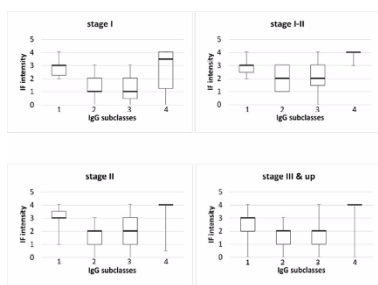 stage I
5
4
3
2
1
0
IF intensity
1 2 3 4
IgG subclasses
stage I-II
5
4
3
2
1
0
IF intensity
1 2 3 4
IgG subclasses
stage II
5
4
3
2
1
0
IF intensity
1 2 3 4
IgG subclasses
stage III & up
5
4
3
2
1
0
IF intensity
1 2 3 4
IgG subclasses